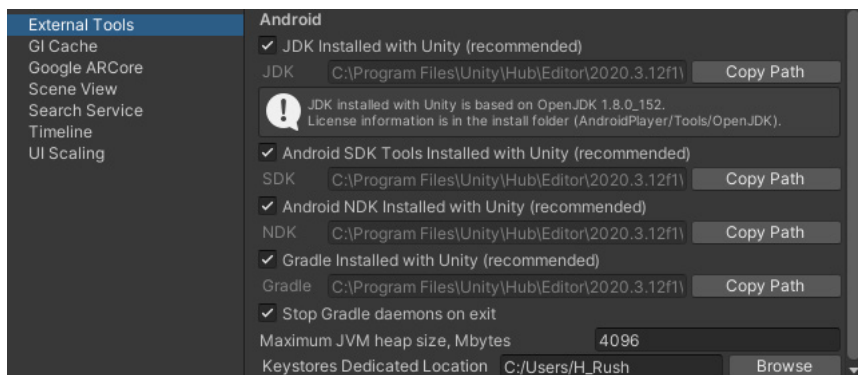 External Tools
GI Cache
Google ARCore
Scene View
Search Service
Timeline
UI Scaling
Android
JDK Installed with Unity (recommended)
JDK C:\Program Files\Unity\Hub\Editor\2020.3.12f1\ Copy Path
JDK installed with Unity is based on OpenJDK 1.8.0_152.
License information is in the install folder (AndroidPlayer/Tools/OpenJDK).
Android SDK Tools Installed with Unity (recommended)
SDK C:\Program Files\Unity\Hub\Editor\2020.3.12f1\ Copy Path
Android NDK Installed with Unity (recommended)
NDK C:\Program Files\Unity\Hub\Editor\2020.3.12f1\ Copy Path
Gradle Installed with Unity (recommended)
Gradle C:\Program Files\Unity\Hub\Editor\2020.3.12f1\ Copy Path
Stop Gradle daemons on exit
Maximum JVM heap size, Mbytes 4096
Keystores Dedicated Location C:/Users/H_Rush Browse